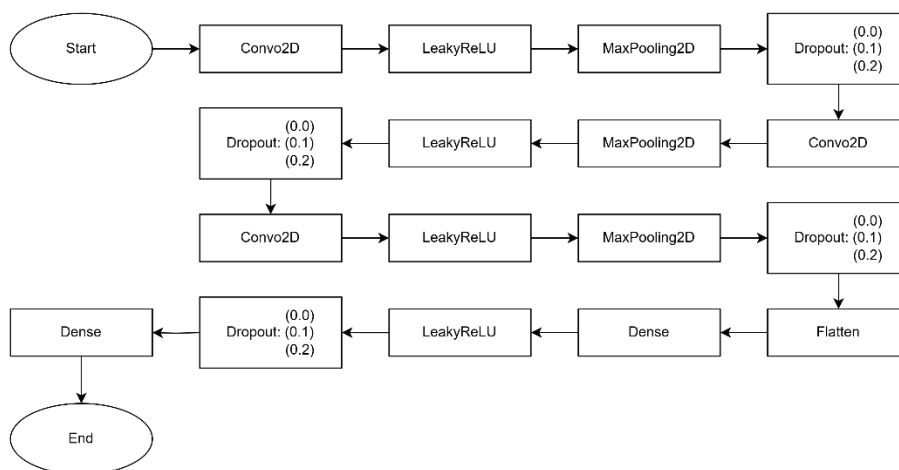 Start
Convo2D
LeakyReLU
MaxPooling2D
(0.0)
Dropout: (0.1)
(0.2)
Convo2D
MaxPooling2D
LeakyReLU
(0.0)
Dropout: (0.1)
(0.2)
Convo2D
LeakyReLU
MaxPooling2D
(0.0)
Dropout: (0.1)
(0.2)
Flatten
Dense
LeakyReLU
(0.0)
Dropout: (0.1)
(0.2)
Dense
End